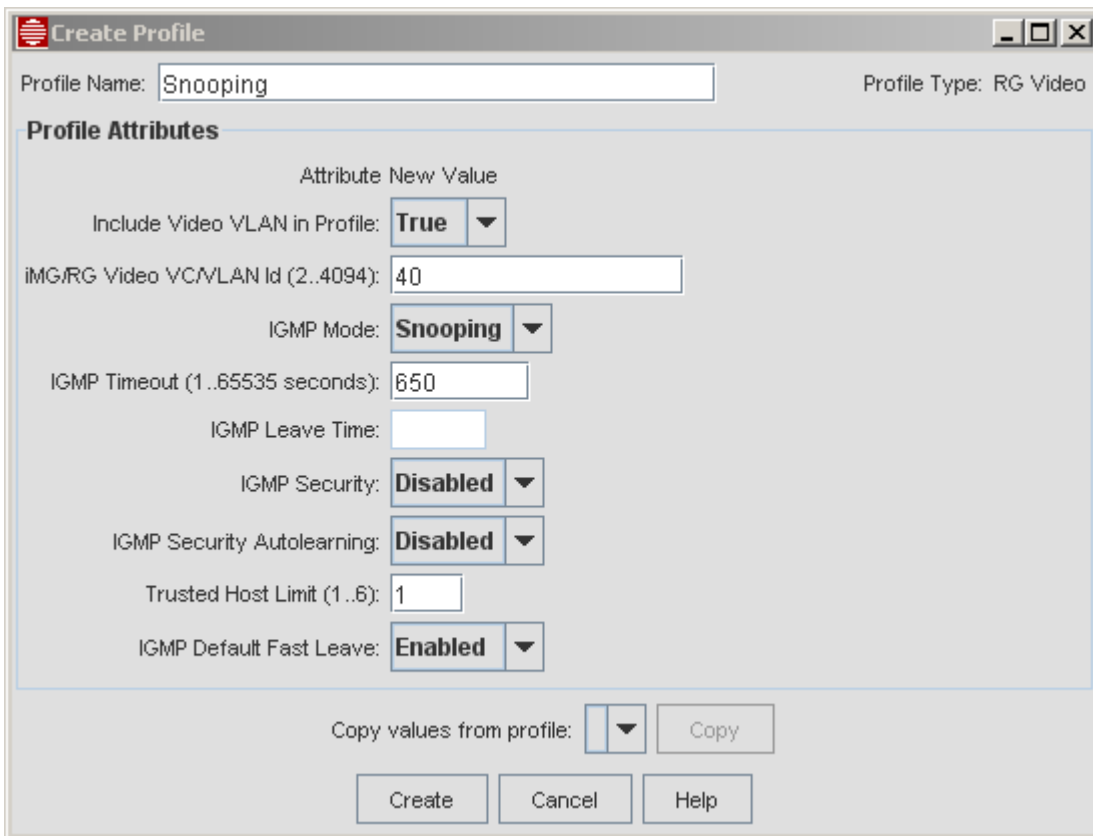 Create Profile
Profile Name: Snooping Profile Type: RG Video
Profile Attributes
Attribute New Value
Include Video VLAN in Profile: True
iMG/RG Video VC/VLAN Id (2..4094): 40
IGMP Mode: Snooping
IGMP Timeout (1..65535 seconds): 650
IGMP Leave Time:
IGMP Security: Disabled
IGMP Security Autolearning: Disabled
Trusted Host Limit (1..6): 1
IGMP Default Fast Leave: Enabled
Copy values from profile: Copy
Create Cancel Help